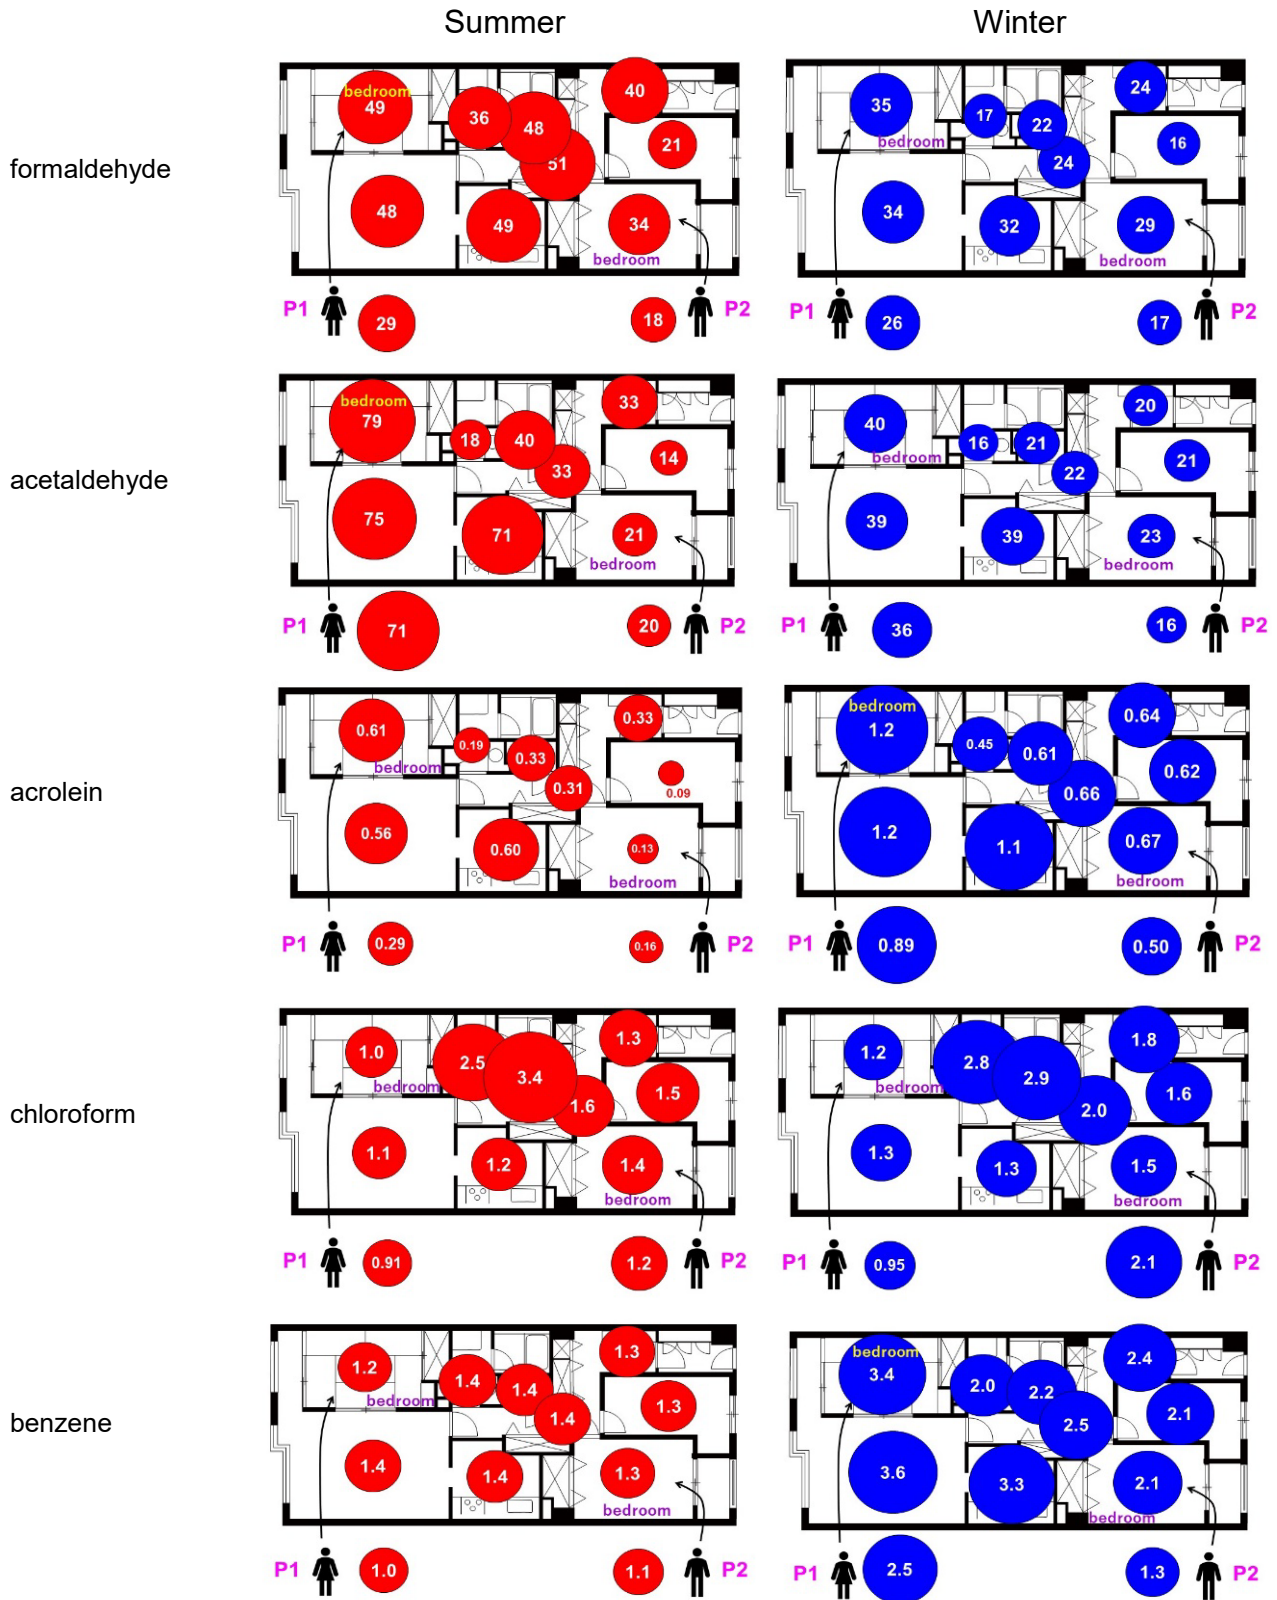 Summer Winter
formaldehyde
bedroom
49
36
48
51
40
21
48
49
34
bedroom
P1
29
18
P2
35
bedroom
17
22
24
24
16
34
32
29
bedroom
P1
26
17
P2
acetaldehyde
bedroom
79
18
40
33
33
14
75
71
21
bedroom
P1
71
20
P2
40
bedroom
16
21
22
20
21
39
39
23
bedroom
P1
36
16
P2
acrolein
0.61
bedroom
0.19
0.33
0.31
0.33
0.09
0.56
0.60
0.13
bedroom
P1
0.29
0.16
P2
bedroom
1.2
0.45
0.61
0.66
0.64
0.62
1.2
1.1
0.67
bedroom
P1
0.89
0.50
P2
chloroform
1.0
bedroom
2.5
3.4
1.6
1.3
1.5
1.1
1.2
1.4
bedroom
P1
0.91
1.2
P2
1.2
bedroom
2.8
2.9
2.0
1.8
1.6
1.3
1.3
1.5
bedroom
P1
0.95
2.1
P2
benzene
1.2
bedroom
1.4
1.4
1.4
1.3
1.3
1.4
1.4
1.3
bedroom
P1
1.0
1.1
P2
bedroom
3.4
2.0
2.2
2.5
2.4
2.1
3.6
3.3
2.1
bedroom
P1
2.5
1.3
P2